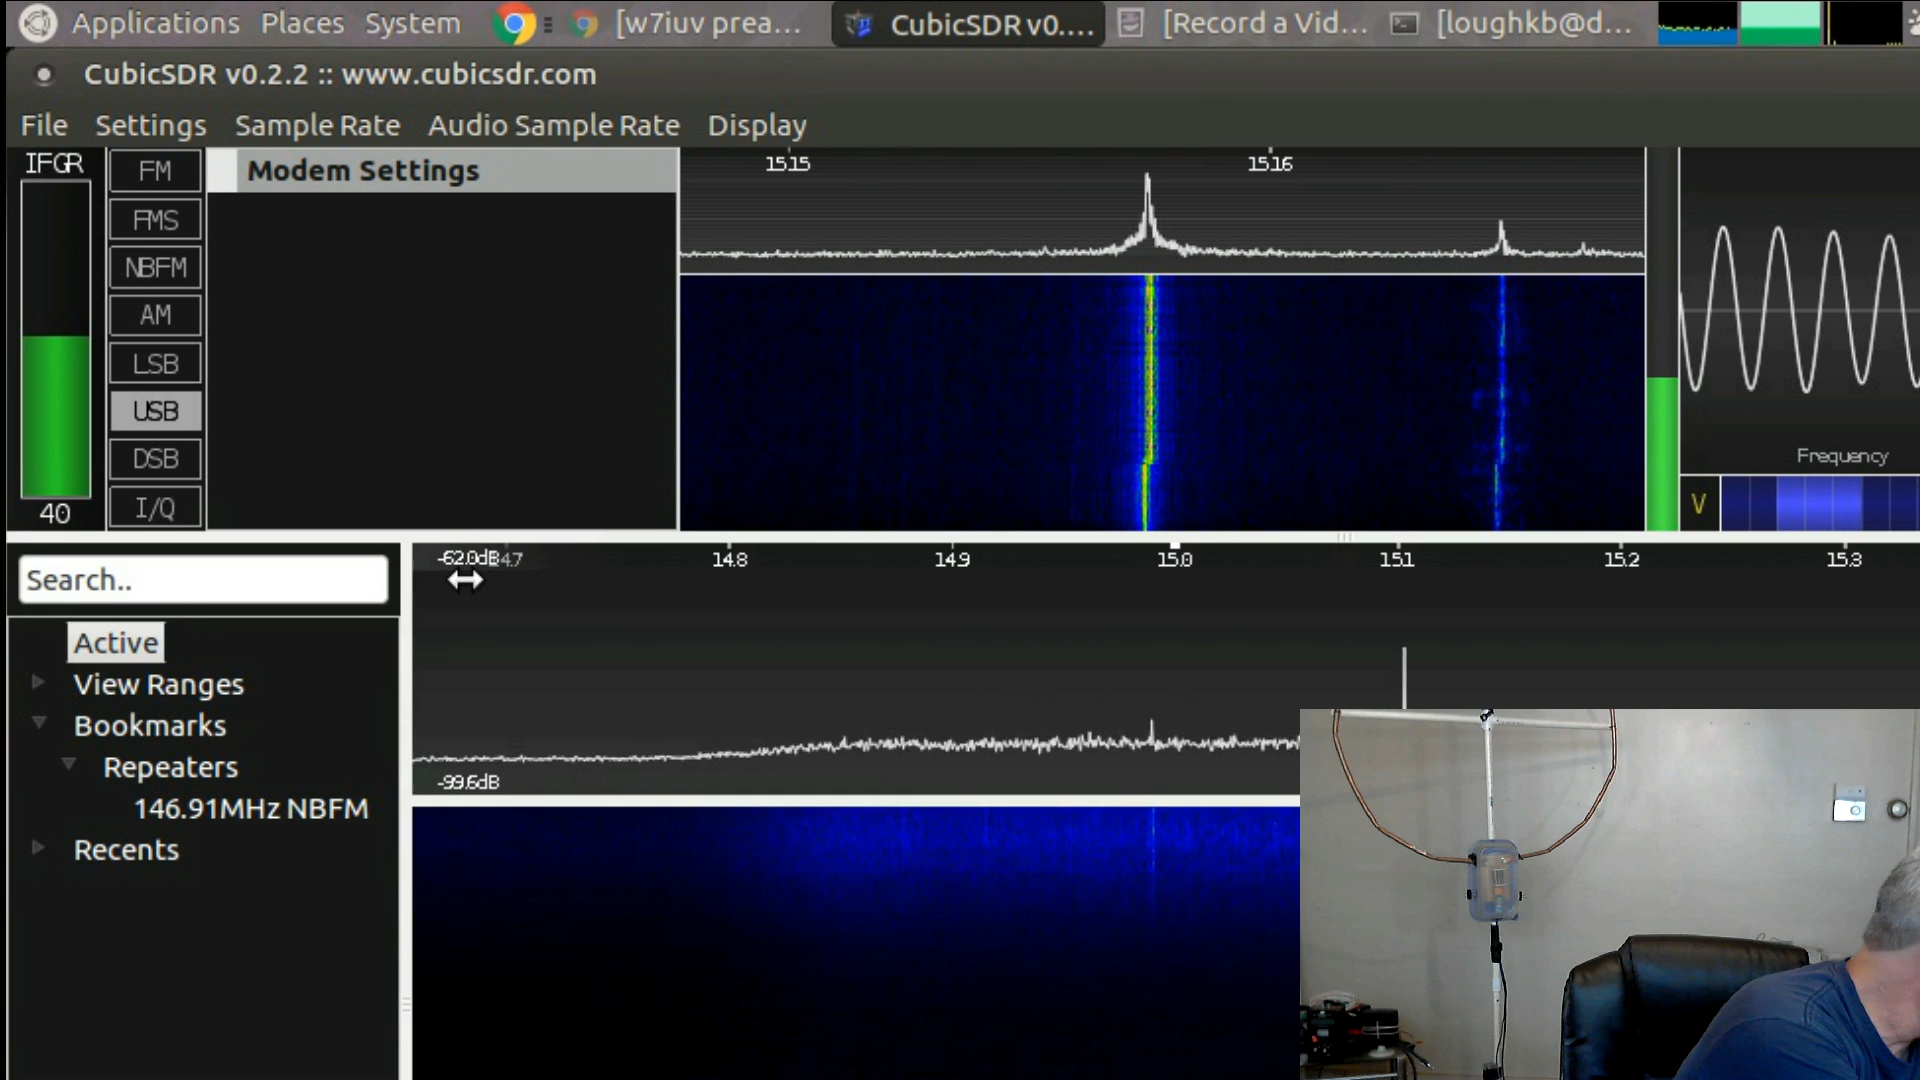 Applications Places System [w7iuv prea... CubicSDR v0.... [Record a Vid... [loughkb@d...
CubicSDR v0.2.2 :: www.cubicsdr.com
File Settings Sample Rate Audio Sample Rate Display
IFGR
40
FM
FMS
NBFM
AM
LSB
USB
DSB
I/Q
Modem Settings
15.15 15.16
Frequency
V
Search..
Active
View Ranges
Bookmarks
Repeaters
146.91MHz NBFM
Recents
-62.0dB 14.8 14.9 15.0 15.1 15.2 15.3
-99.6dB